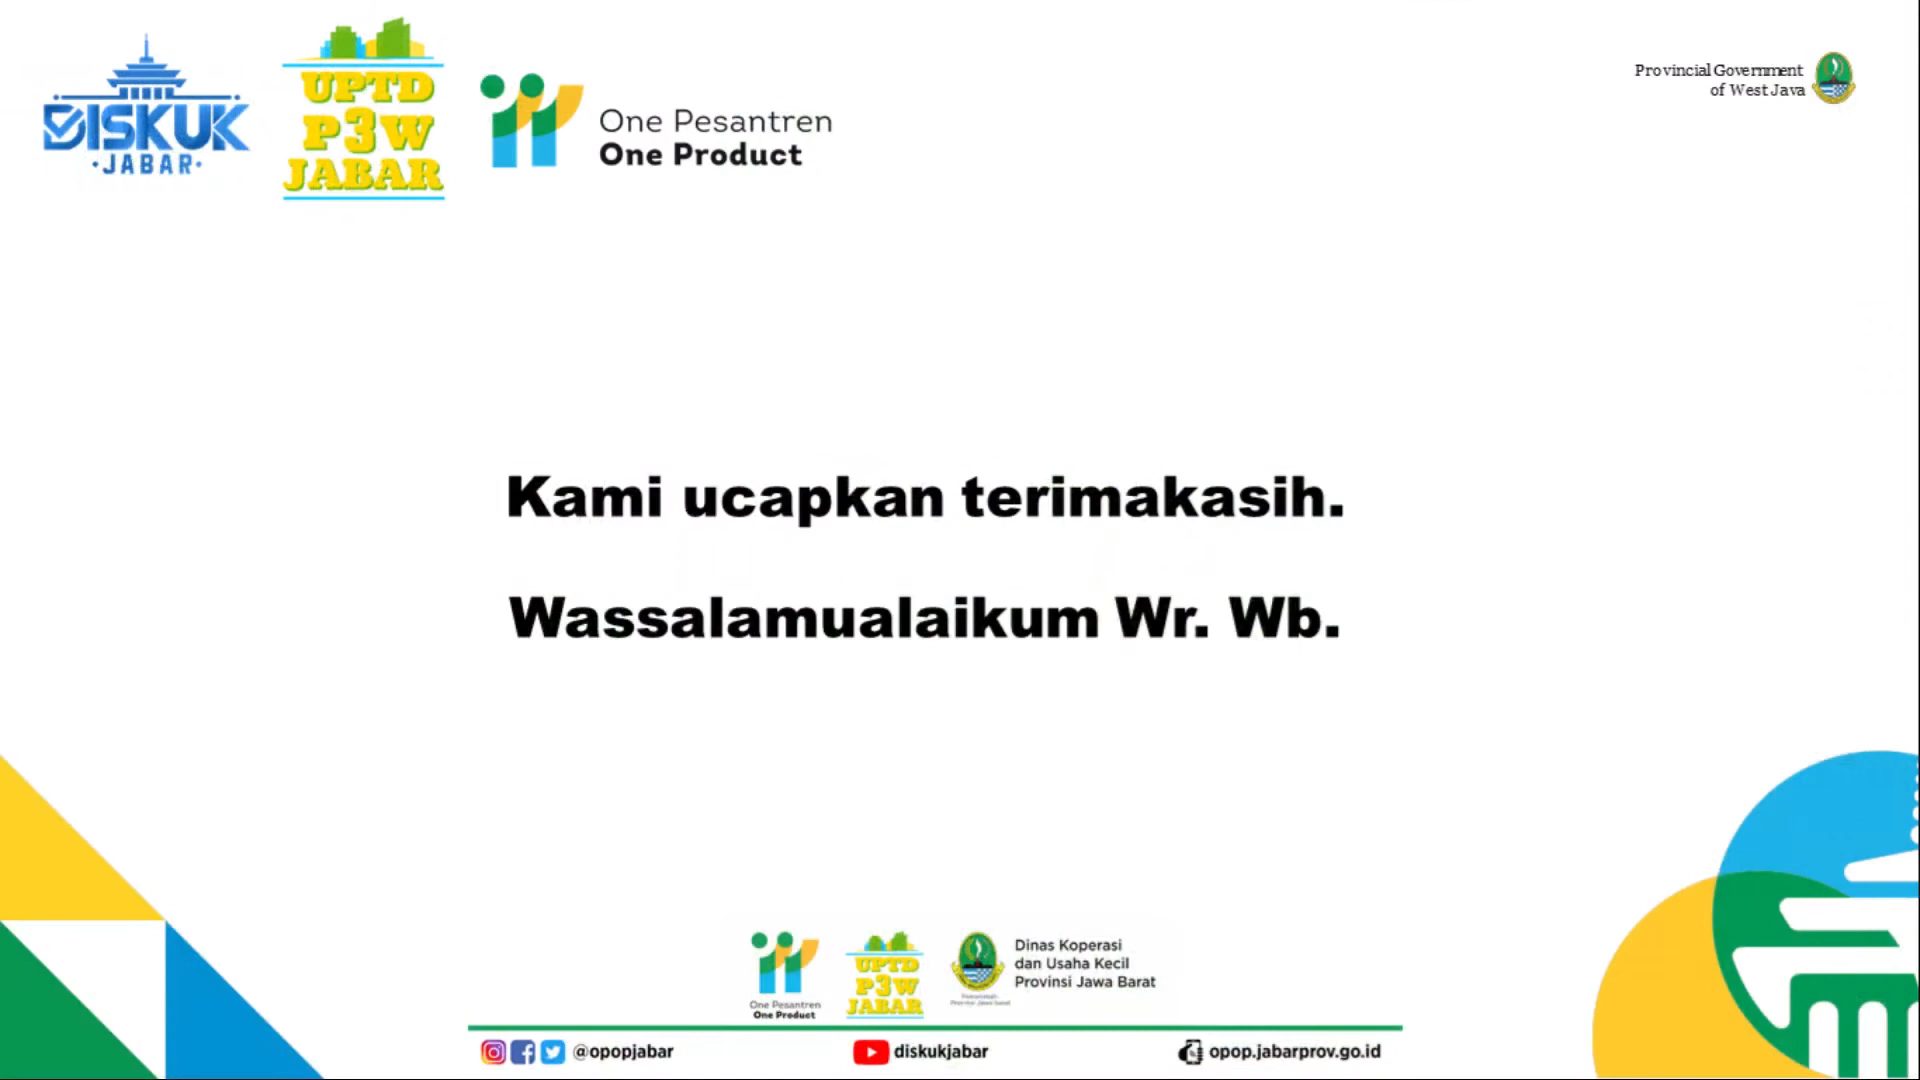 DISKUK
·JABAR·
UPTD
P3W
JABAR
One Pesantren
One Product
Provincial Government
of West Java
Kami ucapkan terimakasih.
Wassalamualaikum Wr. Wb.
One Pesantren
One Product
UPTD
P3W
JABAR
Dinas Koperasi
dan Usaha Kecil
Provinsi Jawa Barat
@opopjabar
diskukjabar
opop.jabarprov.go.id